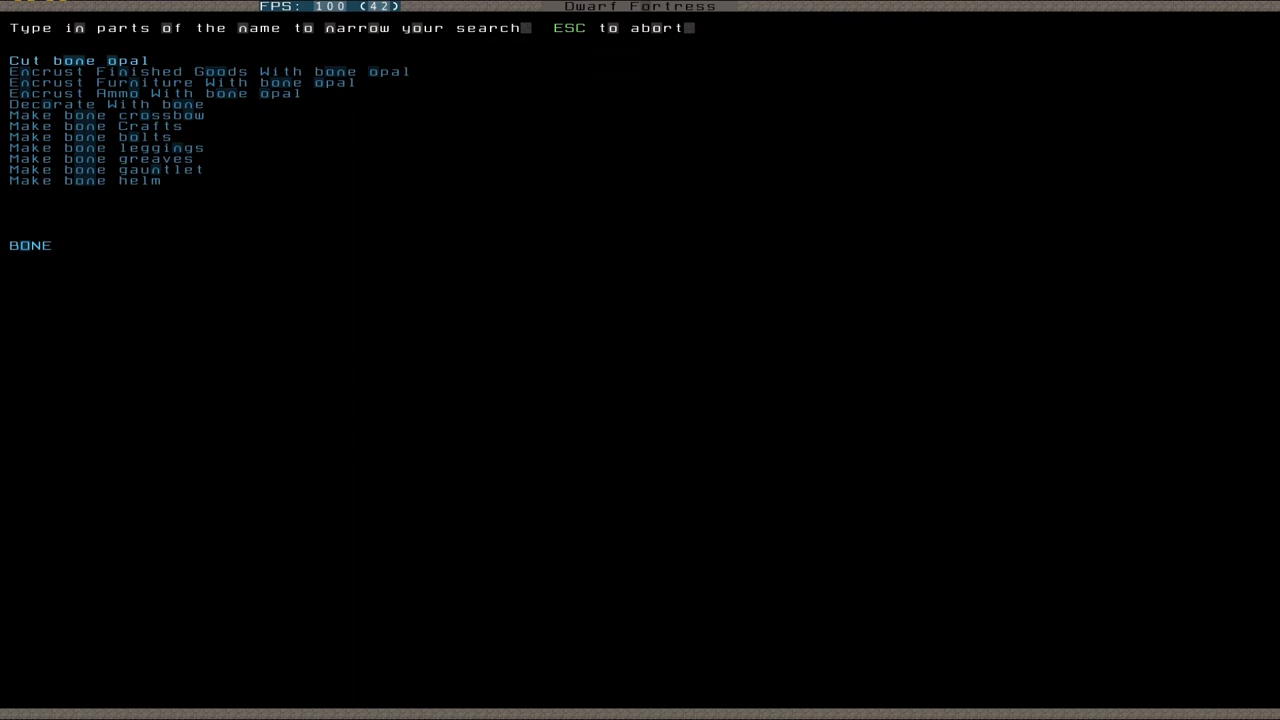 FPS: 100 (42) Dwarf Fortress
Type in parts of the name to narrow your search. ESC to abort.
Cut bone opal
Encrust Finished Goods With bone opal
Encrust Furniture With bone opal
Encrust Ammo With bone opal
Decorate With bone
Make bone crossbow
Make bone Crafts
Make bone bolts
Make bone leggings
Make bone greaves
Make bone gauntlet
Make bone helm
BONE